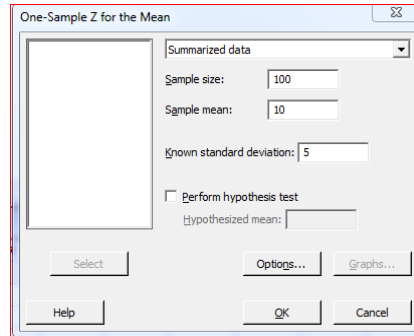 One-Sample Z for the Mean
Summarized data
Sample size: 100
Sample mean: 10
Known standard deviation: 5
Perform hypothesis test
Hypothesized mean:
Select Options... Graphs...
Help OK Cancel